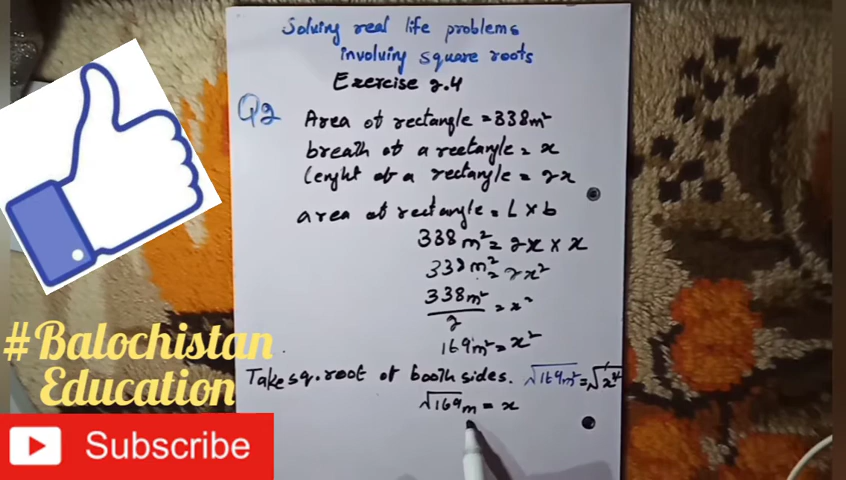 Solving real life problems
involving square roots
Exercise 2.4
Q2
Area of rectangle = 338m²
breath of a rectangle = x
lenght of a rectangle = 2x
area of rectangle = L × b
338 m² = 2x × x
338 m² = 2x²
338m²/2 = x²
169m² = x²
Take sq. root of booth sides. √169m² = √x²
√169 m = x
#Balochistan
Education
Subscribe